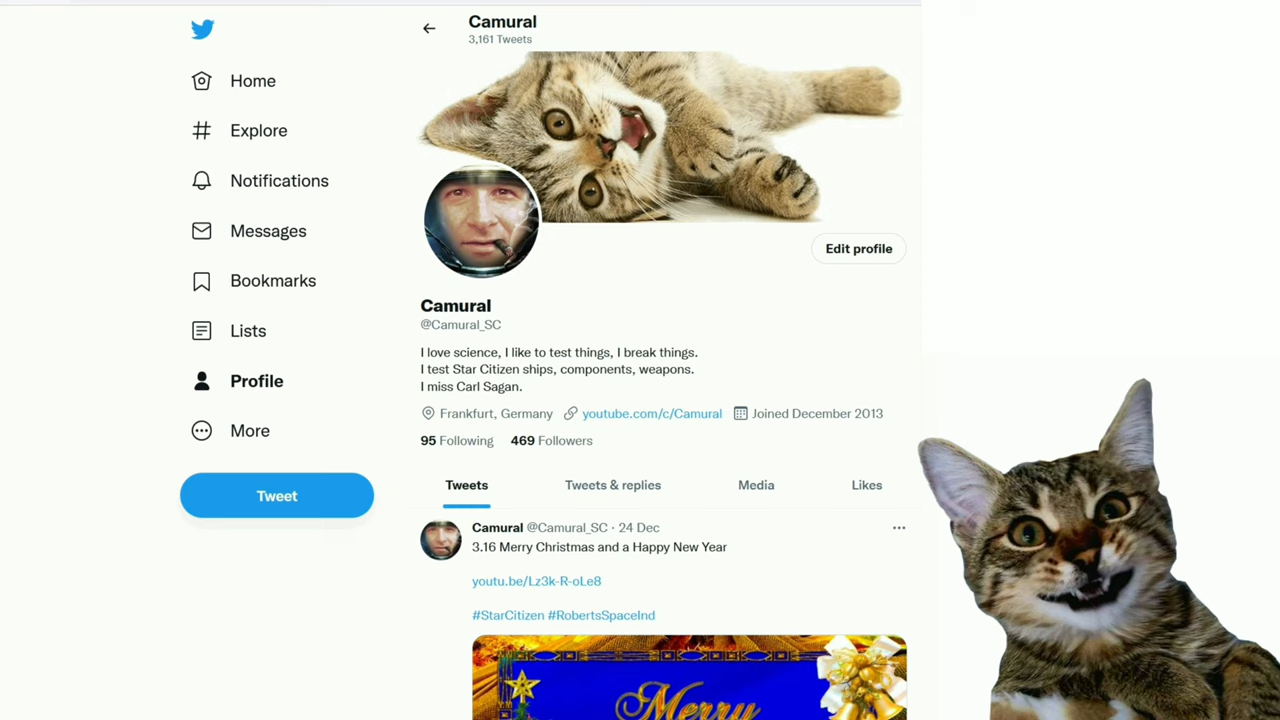 Camural
3,161 Tweets
Home
Explore
Notifications
Messages
Bookmarks
Lists
Profile
More
Tweet
Edit profile
Camural
@Camural_SC
I love science, I like to test things, I break things.
I test Star Citizen ships, components, weapons.
I miss Carl Sagan.
Frankfurt, Germany youtube.com/c/Camural Joined December 2013
95 Following 469 Followers
Tweets Tweets & replies Media Likes
Camural @Camural_SC · 24 Dec
3.16 Merry Christmas and a Happy New Year
youtu.be/Lz3k-R-oLe8
#StarCitizen #RobertsSpaceInd
Merry